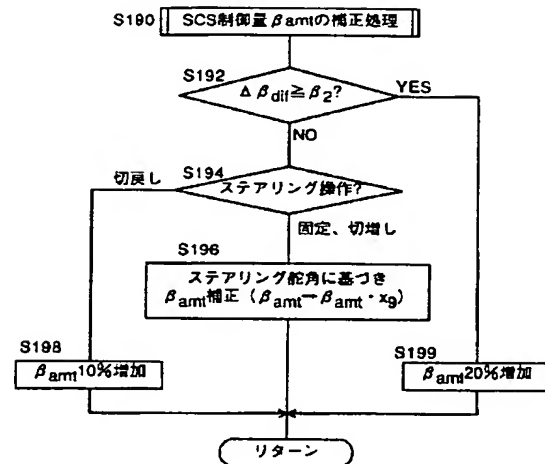 S190 SCS制御量βamtの補正処理
S192
Δβdif≧β2?
YES
NO
S194
切戻し
ステアリング操作?
固定、切増し
S196
ステアリング舵角に基づき
βamt補正(βamt→βamt・x9)
S198
βamt10%増加
S199
βamt20%増加
リターン